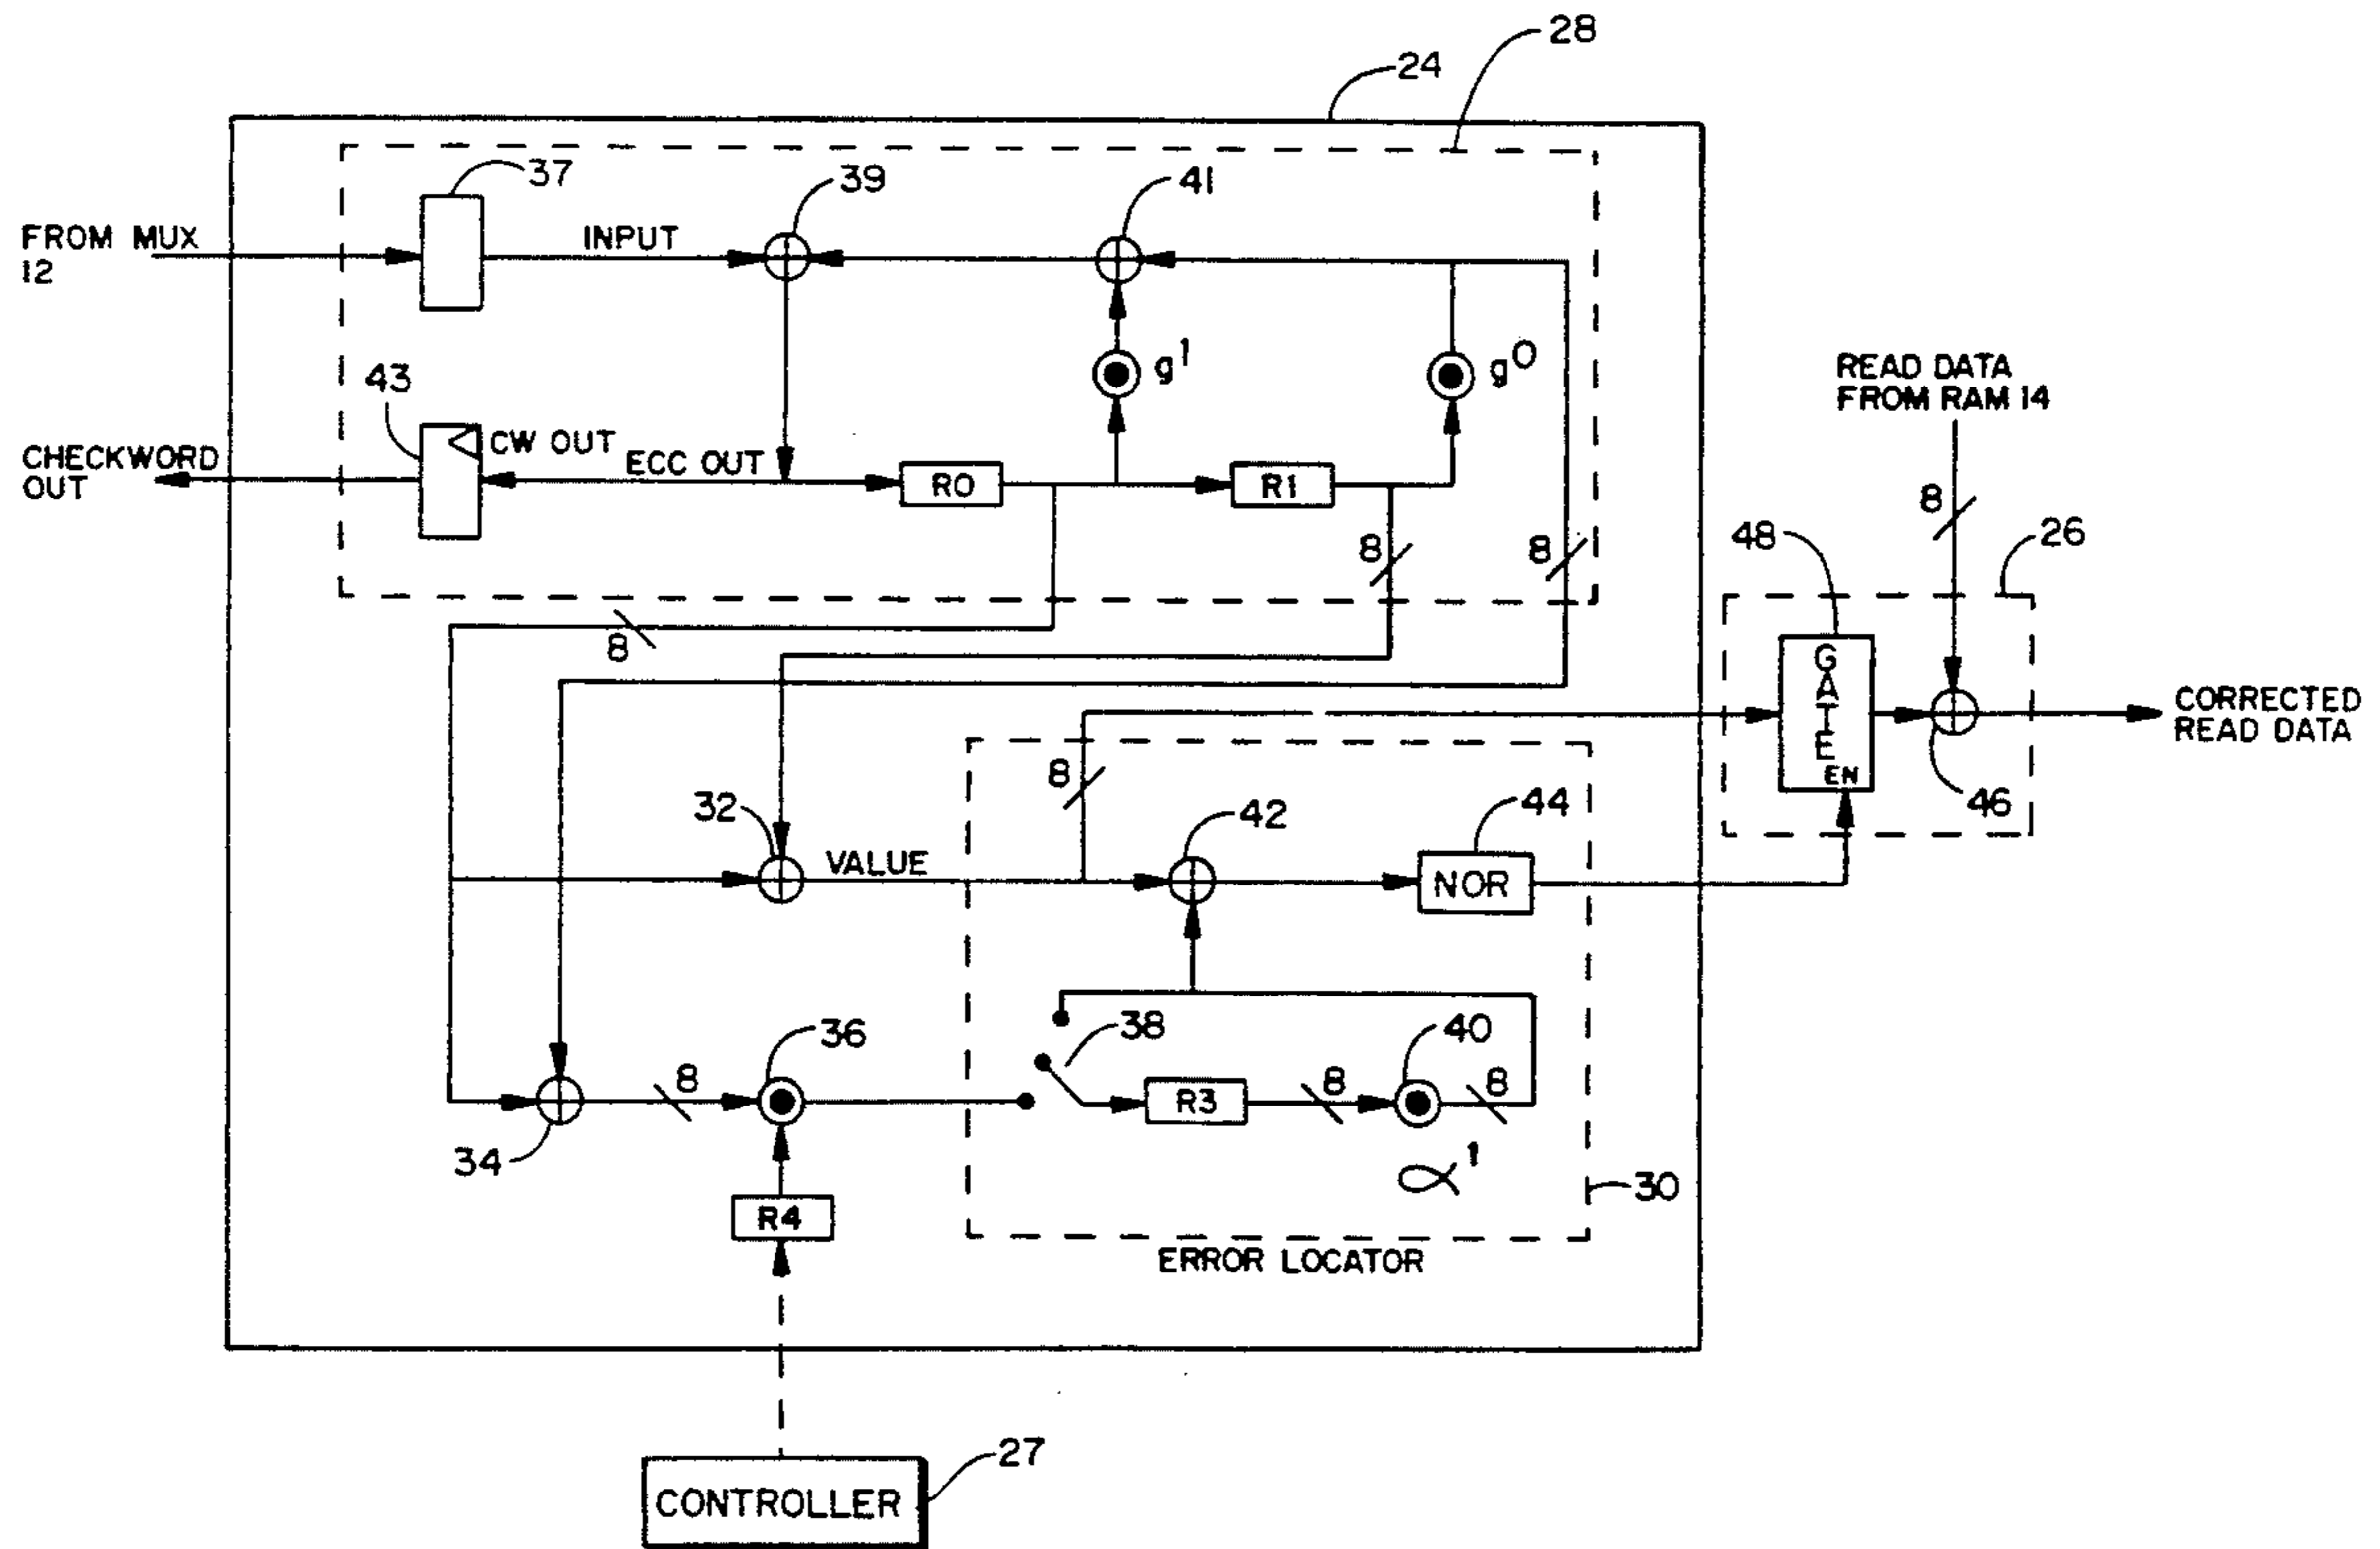 28
24
37
39
41
FROM MUX
12
INPUT
g1
g0
43
CW OUT
ECC OUT
CHECKWORD
OUT
R0
R1
8
8
8
READ DATA
FROM RAM 14
8
48
26
GATE
EN
46
CORRECTED
READ DATA
8
32
VALUE
42
44
NOR
36
38
40
8
R3
8
8
34
α1
R4
30
ERROR LOCATOR
27
CONTROLLER